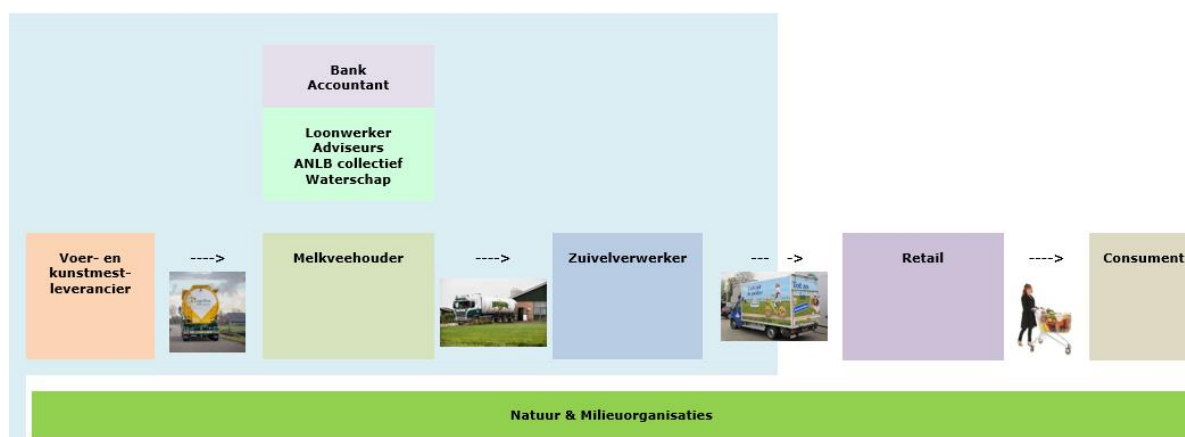 Bank
Accountant
Loonwerker
Adviseurs
ANLB collectief
Waterschap
Voer- en
kunstmest-
leverancier
---->
Melkveehouder
---->
Zuivelverwerker
--- ->
Retail
---->
Consument
Natuur & Milieuorganisaties